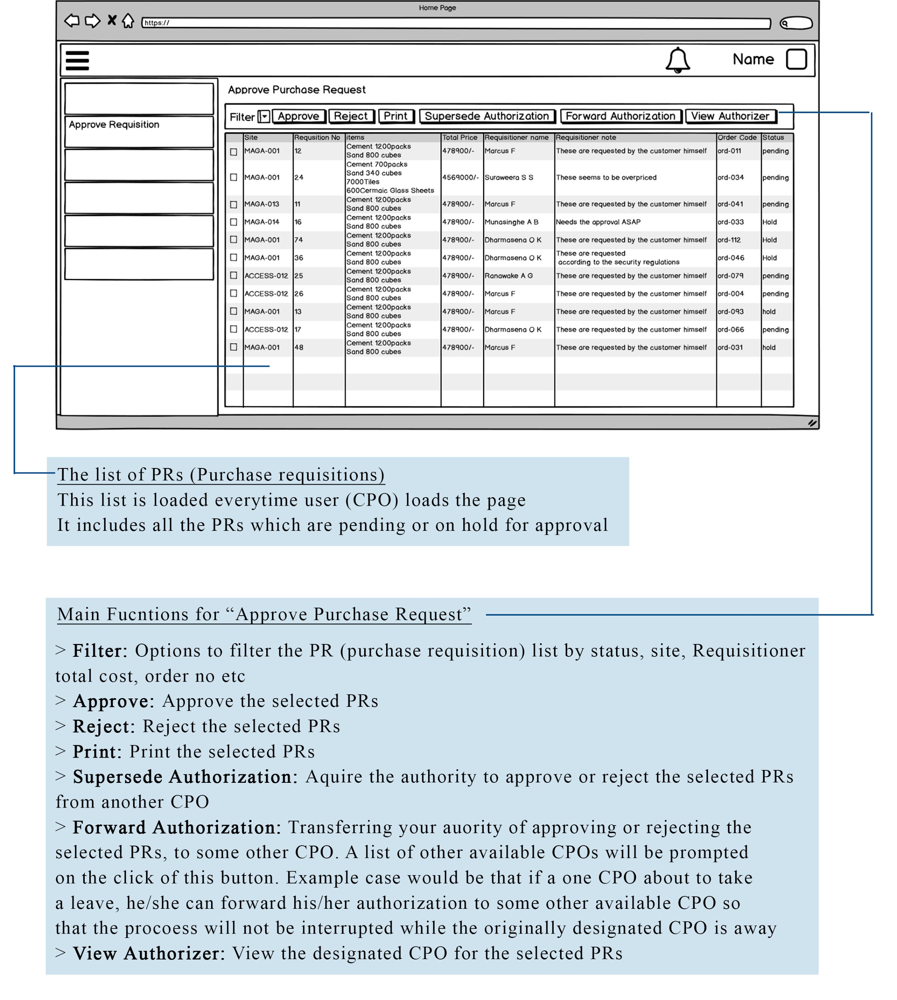 Home Page
https://
Name
Approve Requisition
Approve Purchase Request
Filter Approve Reject Print Supersede Authorization Forward Authorization View Authorizer
Site Requsition No items Total Price Requisitioner name Requisitioner note Order Code Status
MAGA-001 12 Cement 1200packs Sand 800 cubes 478900/- Marcus F These are requested by the customer himself ord-011 pending
MAGA-001 24 Cement 700packs Sand 340 cubes 7000Tiles 600Cermaic Glass Sheets 4569000/- Suraweera S S These seems to be overpriced ord-034 pending
MAGA-013 11 Cement 1200packs Sand 800 cubes 478900/- Marcus F These are requested by the customer himself ord-041 pending
MAGA-014 16 Cement 1200packs Sand 800 cubes 478900/- Munasinghe A B Needs the approval ASAP ord-033 Hold
MAGA-001 74 Cement 1200packs Sand 800 cubes 478900/- Dharmasena O K These are requested by the customer himself ord-112 Hold
MAGA-001 36 Cement 1200packs Sand 800 cubes 478900/- Dharmasena O K These are requested according to the security regulations ord-046 Hold
ACCESS-012 25 Cement 1200packs Sand 800 cubes 478900/- Ranawake A G These are requested by the customer himself ord-079 pending
ACCESS-012 26 Cement 1200packs Sand 800 cubes 478900/- Marcus F These are requested by the customer himself ord-004 pending
MAGA-001 13 Cement 1200packs Sand 800 cubes 478900/- Marcus F These are requested by the customer himself ord-093 hold
ACCESS-012 17 Cement 1200packs Sand 800 cubes 478900/- Dharmasena O K These are requested by the customer himself ord-066 pending
MAGA-001 48 Cement 1200packs Sand 800 cubes 478900/- Marcus F These are requested by the customer himself ord-031 hold
The list of PRs (Purchase requisitions)
This list is loaded everytime user (CPO) loads the page
It includes all the PRs which are pending or on hold for approval
Main Fucntions for “Approve Purchase Request”
> Filter: Options to filter the PR (purchase requisition) list by status, site, Requisitioner
total cost, order no etc
> Approve: Approve the selected PRs
> Reject: Reject the selected PRs
> Print: Print the selected PRs
> Supersede Authorization: Aquire the authority to approve or reject the selected PRs
from another CPO
> Forward Authorization: Transferring your auority of approving or rejecting the
selected PRs, to some other CPO. A list of other available CPOs will be prompted
on the click of this button. Example case would be that if a one CPO about to take
a leave, he/she can forward his/her authorization to some other available CPO so
that the procoess will not be interrupted while the originally designated CPO is away
> View Authorizer: View the designated CPO for the selected PRs